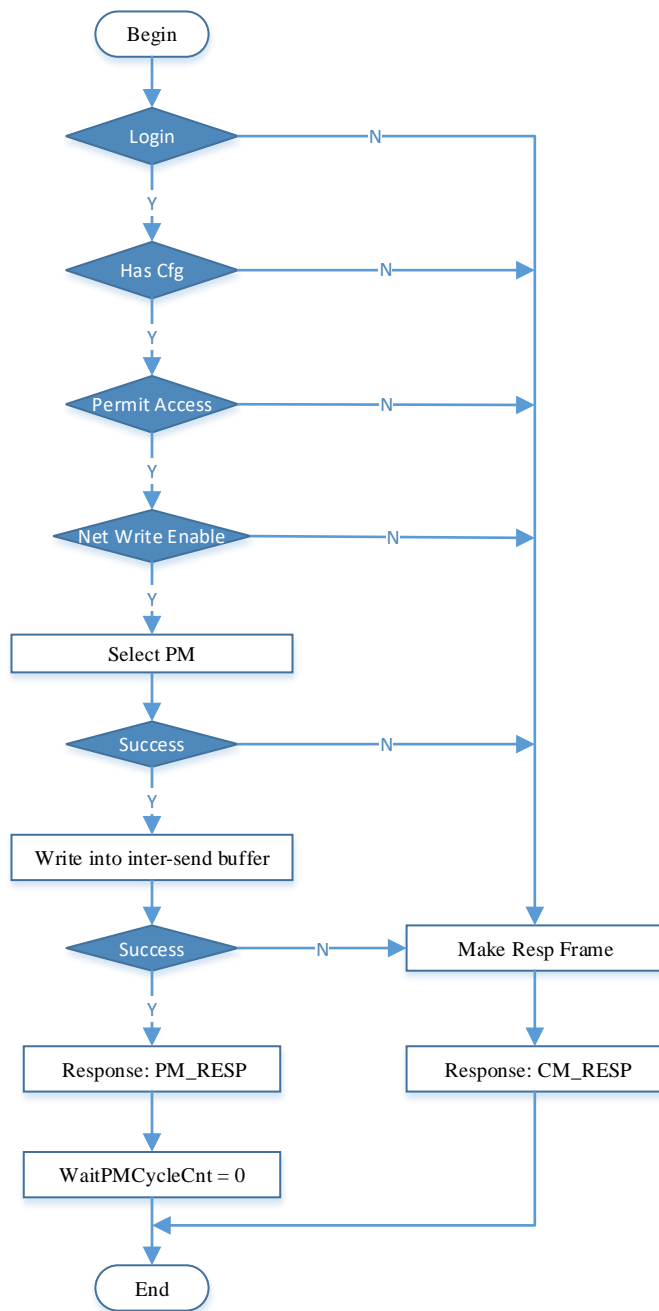 Begin
Login
N
Y
Has Cfg
N
Y
Permit Access
N
Y
Net Write Enable
N
Y
Select PM
Success
N
Y
Write into inter-send buffer
Success
N
Make Resp Frame
Y
Response: PM_RESP
Response: CM_RESP
WaitPMCycleCnt = 0
End